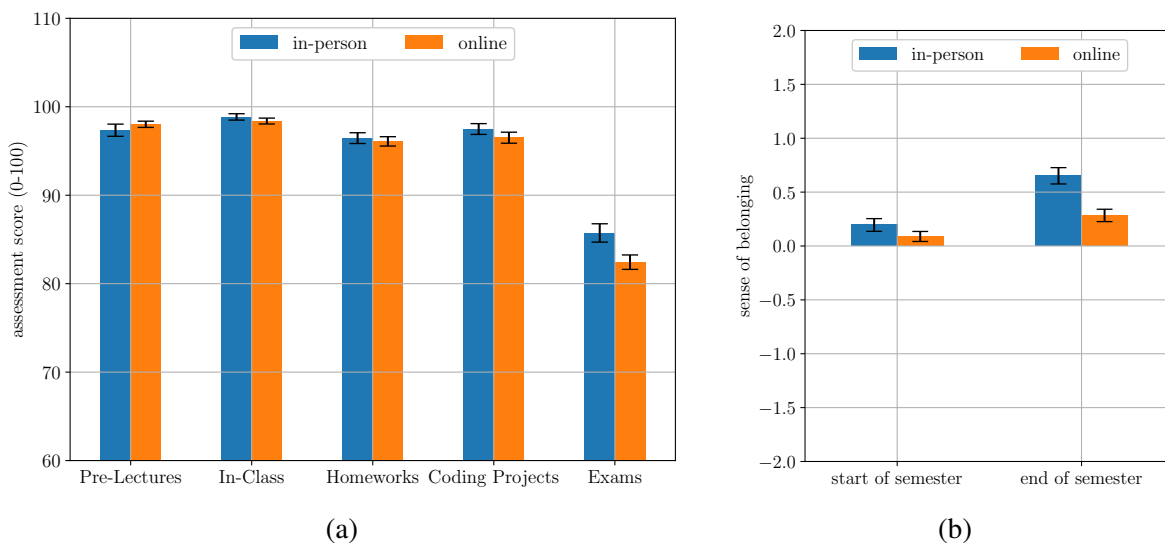 in-person
online
110
100
90
80
70
60
assessment score (0-100)
Pre-Lectures
In-Class
Homeworks
Coding Projects
Exams
(a)
in-person
online
2.0
1.5
1.0
0.5
0.0
−0.5
−1.0
−1.5
−2.0
sense of belonging
start of semester
end of semester
(b)